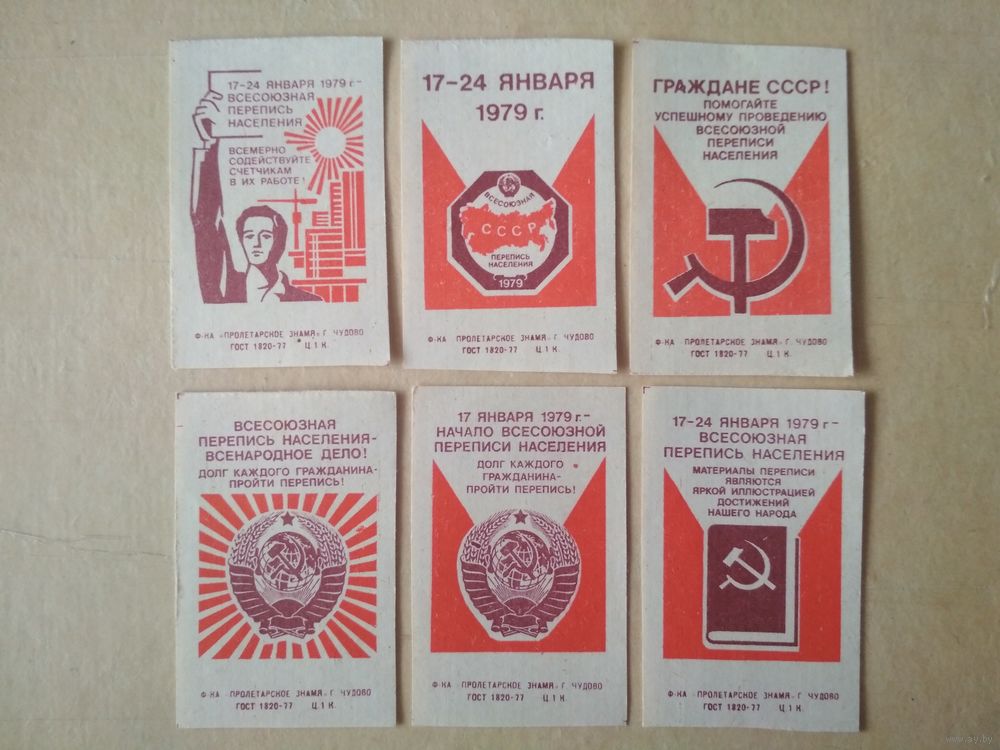 17-24 ЯНВАРЯ 1979 г.-
ВСЕСОЮЗНАЯ
ПЕРЕПИСЬ
НАСЕЛЕНИЯ
ВСЕМЕРНО
СОДЕЙСТВУЙТЕ
СЧЕТЧИКАМ
В ИХ РАБОТЕ!
Ф-КА «ПРОЛЕТАРСКОЕ ЗНАМЯ» Г. ЧУДОВО
ГОСТ 1820-77 Ц.1 К.
17-24 ЯНВАРЯ
1979 г.
ВСЕСОЮЗНАЯ
СССР
ПЕРЕПИСЬ
НАСЕЛЕНИЯ
1979
Ф-КА «ПРОЛЕТАРСКОЕ ЗНАМЯ» Г. ЧУДОВО
ГОСТ 1820-77 Ц.1 К.
ГРАЖДАНЕ СССР!
ПОМОГАЙТЕ
УСПЕШНОМУ ПРОВЕДЕНИЮ
ВСЕСОЮЗНОЙ
ПЕРЕПИСИ
НАСЕЛЕНИЯ
Ф-КА «ПРОЛЕТАРСКОЕ ЗНАМЯ» Г. ЧУДОВО
ГОСТ 1820-77 Ц.1 К.
ВСЕСОЮЗНАЯ
ПЕРЕПИСЬ НАСЕЛЕНИЯ-
ВСЕНАРОДНОЕ ДЕЛО!
ДОЛГ КАЖДОГО ГРАЖДАНИНА-
ПРОЙТИ ПЕРЕПИСЬ!
Ф-КА «ПРОЛЕТАРСКОЕ ЗНАМЯ» Г. ЧУДОВО
ГОСТ 1820-77 Ц.1 К.
17 ЯНВАРЯ 1979 г.-
НАЧАЛО ВСЕСОЮЗНОЙ
ПЕРЕПИСИ НАСЕЛЕНИЯ
ДОЛГ КАЖДОГО
ГРАЖДАНИНА-
ПРОЙТИ ПЕРЕПИСЬ!
Ф-КА «ПРОЛЕТАРСКОЕ ЗНАМЯ» Г. ЧУДОВО
ГОСТ 1820-77 Ц.1 К.
17-24 ЯНВАРЯ 1979 г-
ВСЕСОЮЗНАЯ
ПЕРЕПИСЬ НАСЕЛЕНИЯ
МАТЕРИАЛЫ ПЕРЕПИСИ
ЯВЛЯЮТСЯ
ЯРКОЙ ИЛЛЮСТРАЦИЕЙ
ДОСТИЖЕНИЙ
НАШЕГО НАРОДА
Ф-КА «ПРОЛЕТАРСКОЕ ЗНАМЯ» Г. ЧУДОВО
ГОСТ 1820-77 Ц.1 К.
www.ay.by